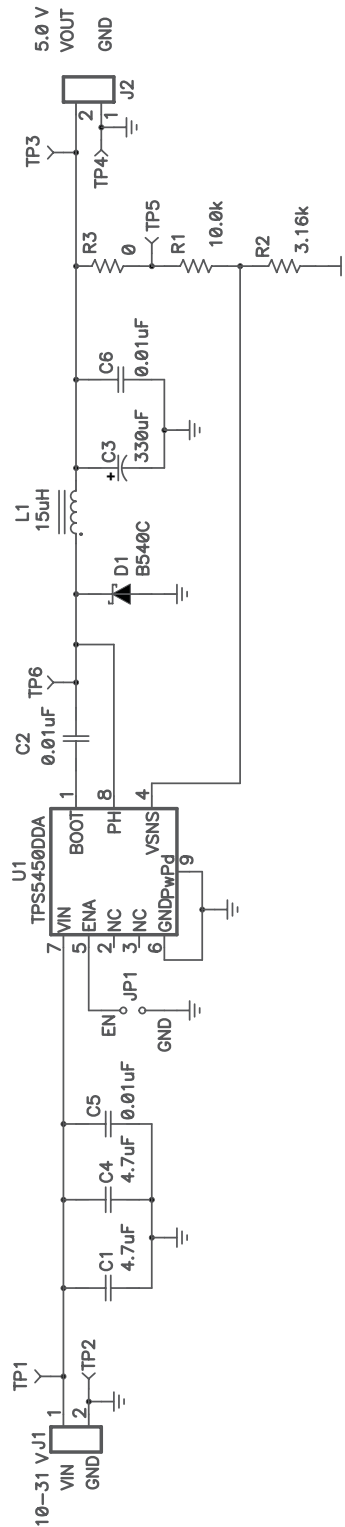 10-31 V
VIN
GND
J1
1
2
TP1
TP2
C1
4.7uF
C4
4.7uF
C5
0.01uF
EN
GND
JP1
U1
TPS5450DDA
7
VIN
5
ENA
2
NC
3
NC
6
GND
BOOT
1
PH
8
VSNS
4
PwPd
9
C2
0.01uF
TP6
D1
B540C
L1
15uH
C3
330uF
+
C6
0.01uF
R3
0
TP5
R1
10.0k
R2
3.16k
TP3
TP4
2
1
J2
5.0 V
VOUT
GND